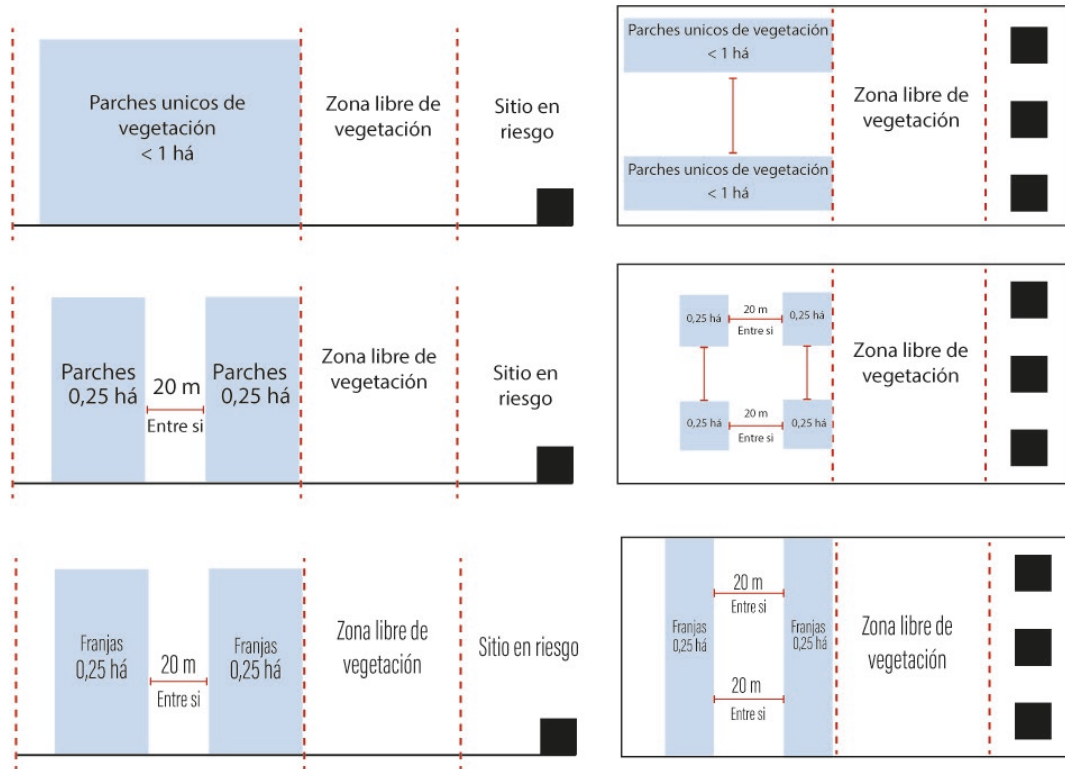 Parches unicos de
vegetación
< 1 há
Zona libre de
vegetación
Sitio en
riesgo
Parches unicos de vegetación
< 1 há
Parches unicos de vegetación
< 1 há
Zona libre de
vegetación
Parches
0,25 há
20 m
Entre si
Parches
0,25 há
Zona libre de
vegetación
Sitio en
riesgo
0,25 há
20 m
Entre si
0,25 há
0,25 há
20 m
Entre si
0,25 há
Zona libre de
vegetación
Franjas
0,25 há
20 m
Entre si
Franjas
0,25 há
Zona libre de
vegetación
Sitio en riesgo
20 m
Entre si
Franjas
0,25 há
Franjas
0,25 há
20 m
Entre si
Zona libre de
vegetación